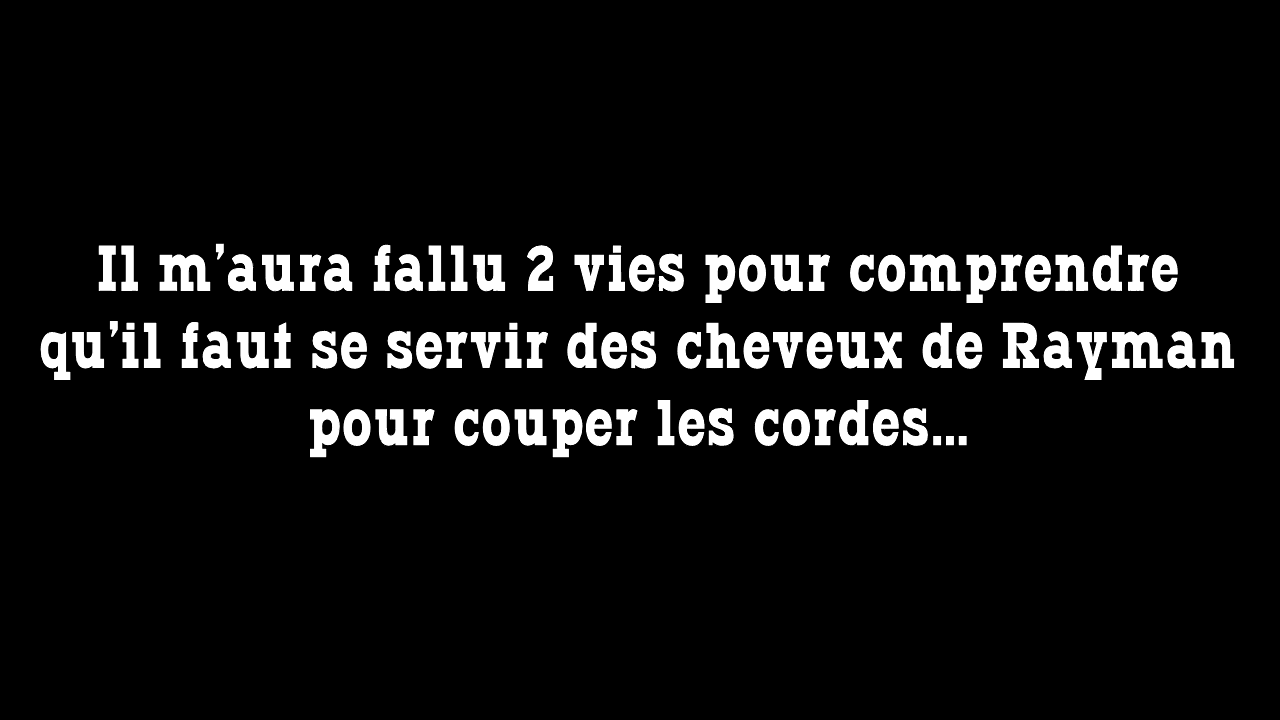 Il m'aura fallu 2 vies pour comprendre
qu'il faut se servir des cheveux de Rayman
pour couper les cordes...